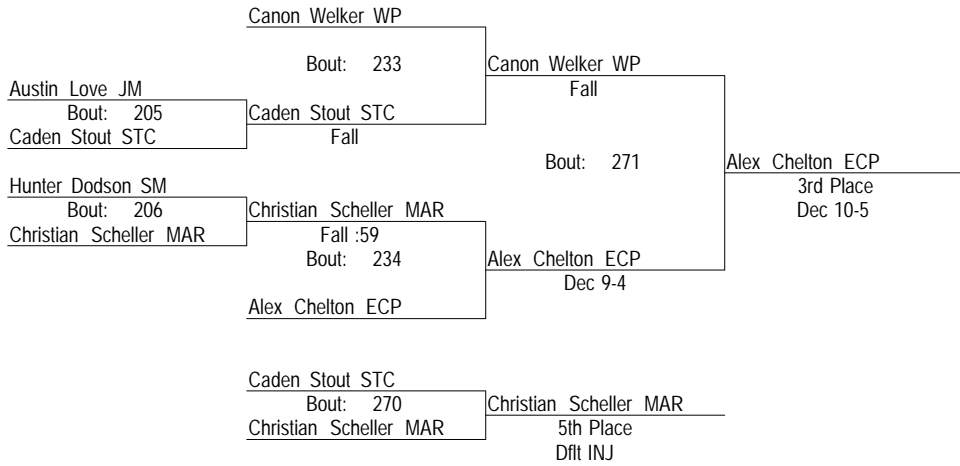 Canon Welker WP
Bout: 233
Canon Welker WP
Fall
Austin Love JM
Bout: 205
Caden Stout STC
Caden Stout STC
Fall
Bout: 271
Alex Chelton ECP
3rd Place
Dec 10-5
Hunter Dodson SM
Bout: 206
Christian Scheller MAR
Christian Scheller MAR
Fall :59
Bout: 234
Alex Chelton ECP
Dec 9-4
Alex Chelton ECP
Caden Stout STC
Bout: 270
Christian Scheller MAR
Christian Scheller MAR
5th Place
Dflt INJ